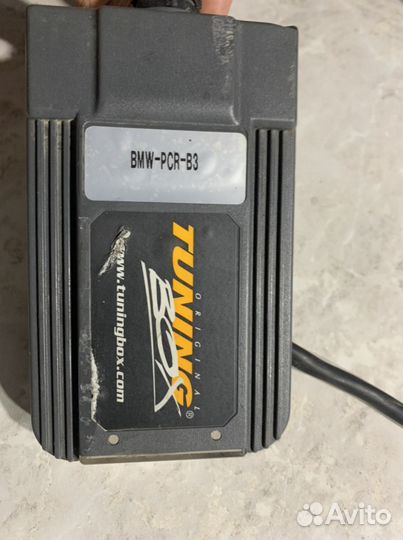 BMW-PCR-B3
ORIGINAL
TUNING
BOX
®
www.tuningbox.com
Avito